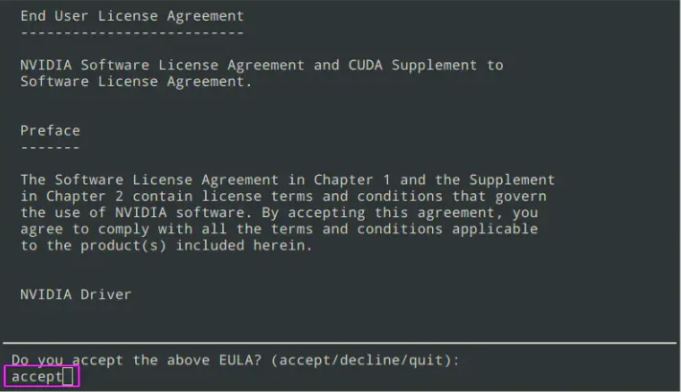 End User License Agreement
--------------------------
NVIDIA Software License Agreement and CUDA Supplement to
Software License Agreement.
Preface
-------
The Software License Agreement in Chapter 1 and the Supplement
in Chapter 2 contain license terms and conditions that govern
the use of NVIDIA software. By accepting this agreement, you
agree to comply with all the terms and conditions applicable
to the product(s) included herein.
NVIDIA Driver
Do you accept the above EULA? (accept/decline/quit):
accept